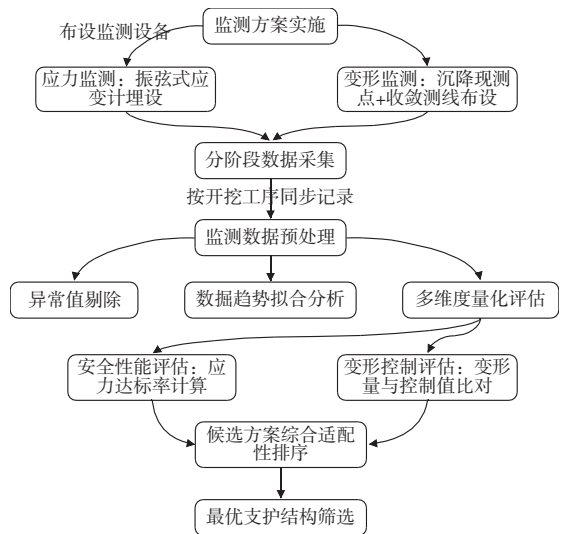 监测方案实施
布设监测设备
应力监测：振弦式应
变计埋设
变形监测：沉降现测
点+收敛测线布设
分阶段数据采集
按开挖工序同步记录
监测数据预处理
异常值剔除
数据趋势拟合分析
多维度量化评估
安全性能评估：应
力达标率计算
变形控制评估：变形
量与控制值比对
候选方案综合适配
性排序
最优支护结构筛选